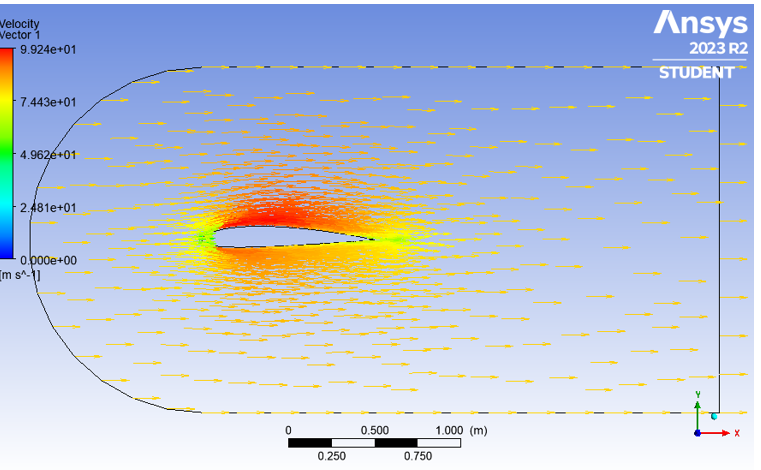 Velocity
Vector 1
9.924e+01
7.443e+01
4.962e+01
2.481e+01
0.000e+00
[m s^-1]
Ansys
2023 R2
STUDENT
0 0.500 1.000 (m)
0.250 0.750
Y
X